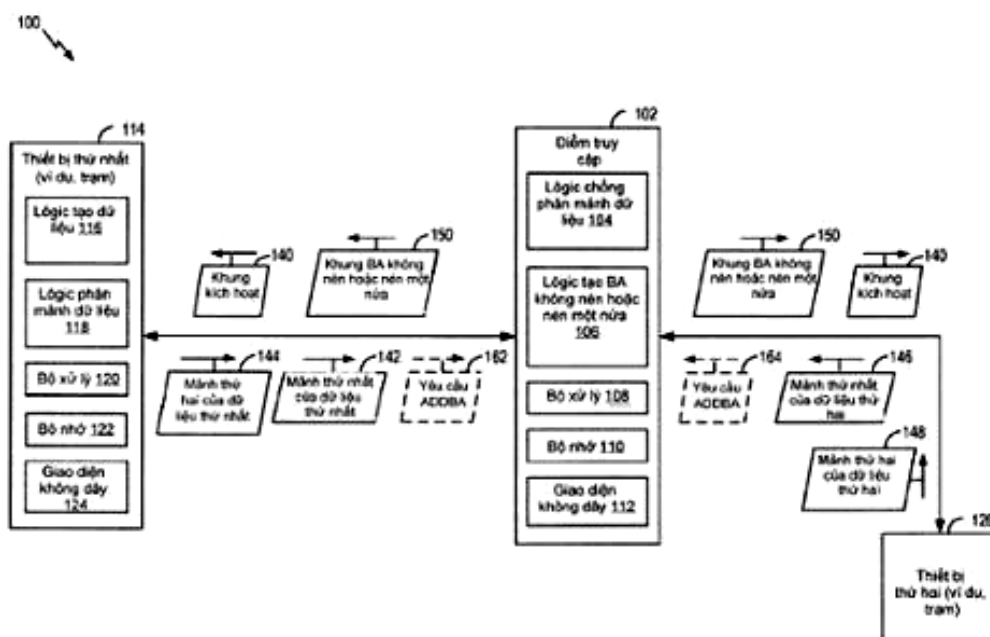 100
114
Thiết bị thứ nhất
(ví dụ, trạm)
Lôgic tạo dữ
liệu 116
Lôgic phân
mảnh dữ liệu
118
Bộ xử lý 120
Bộ nhớ 122
Giao diện
không dây
124
140
Khung
kích hoạt
150
Khung BA không
nén hoặc nén một
nửa
144
Mảnh thứ
hai của dữ
liệu thứ nhất
142
Mảnh thứ nhất
của dữ liệu
thứ nhất
162
Yêu cầu
ADDBA
102
Điểm truy
cập
Lôgic chống
phân mảnh dữ
liệu 104
Lôgic tạo BA
không nén hoặc
nén một nửa
106
Bộ xử lý 108
Bộ nhớ 110
Giao diện
không dây 112
150
Khung BA không
nén hoặc nén một
nửa
140
Khung
kích hoạt
164
Yêu cầu
ADDBA
146
Mảnh thứ nhất
của dữ liệu thứ
hai
148
Mảnh thứ hai
của dữ liệu
thứ hai
126
Thiết bị
thứ hai (ví dụ,
trạm)